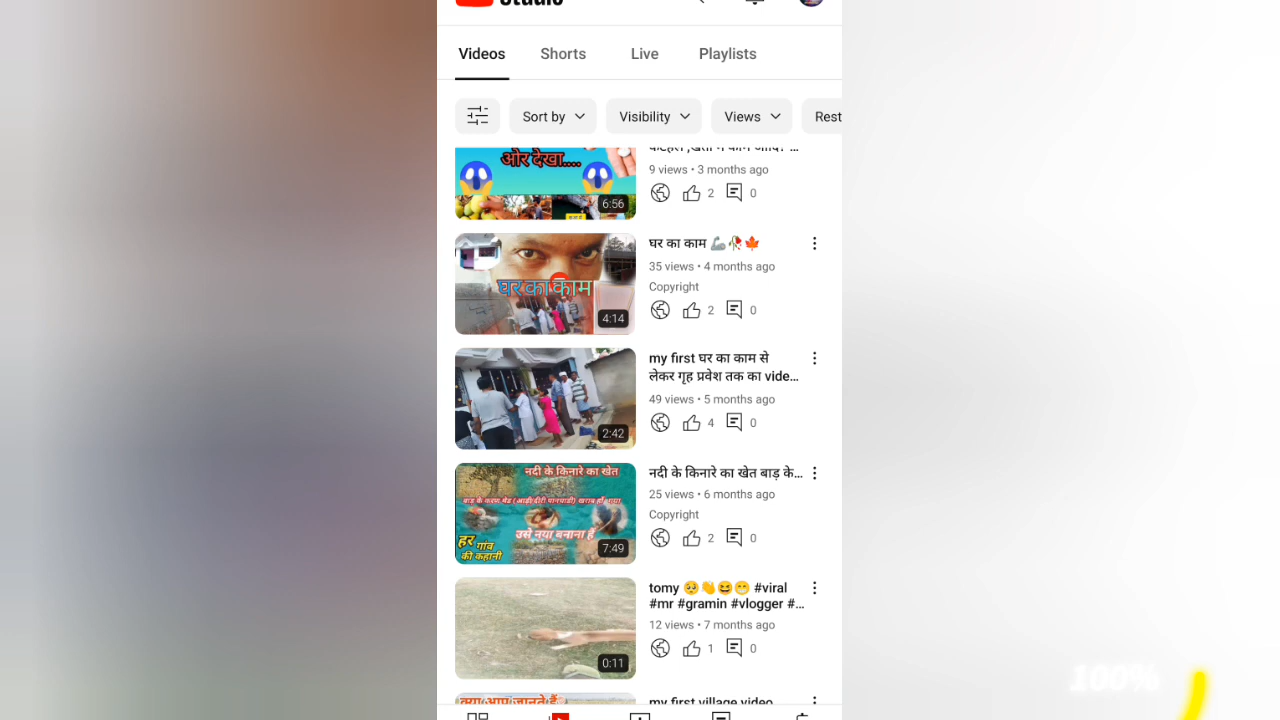 Studio
Videos Shorts Live Playlists
Sort by Visibility Views Rest
ओर देखा....
6:56
9 views • 3 months ago
2 0
घर का काम
4:14
घर का काम 💪🥀🍁
35 views • 4 months ago
Copyright
2 0
2:42
my first घर का काम से
लेकर गृह प्रवेश तक का vide...
49 views • 5 months ago
4 0
नदी के किनारे का खेत
उसे नया बनाना हैं
हर गांव
की कहानी
7:49
नदी के किनारे का खेत बाड़ के...
25 views • 6 months ago
Copyright
2 0
0:11
tomy 🥺👋😆😁 #viral
#mr #gramin #vlogger #...
12 views • 7 months ago
1 0
क्या आप जानते हैं
my first village video
100%